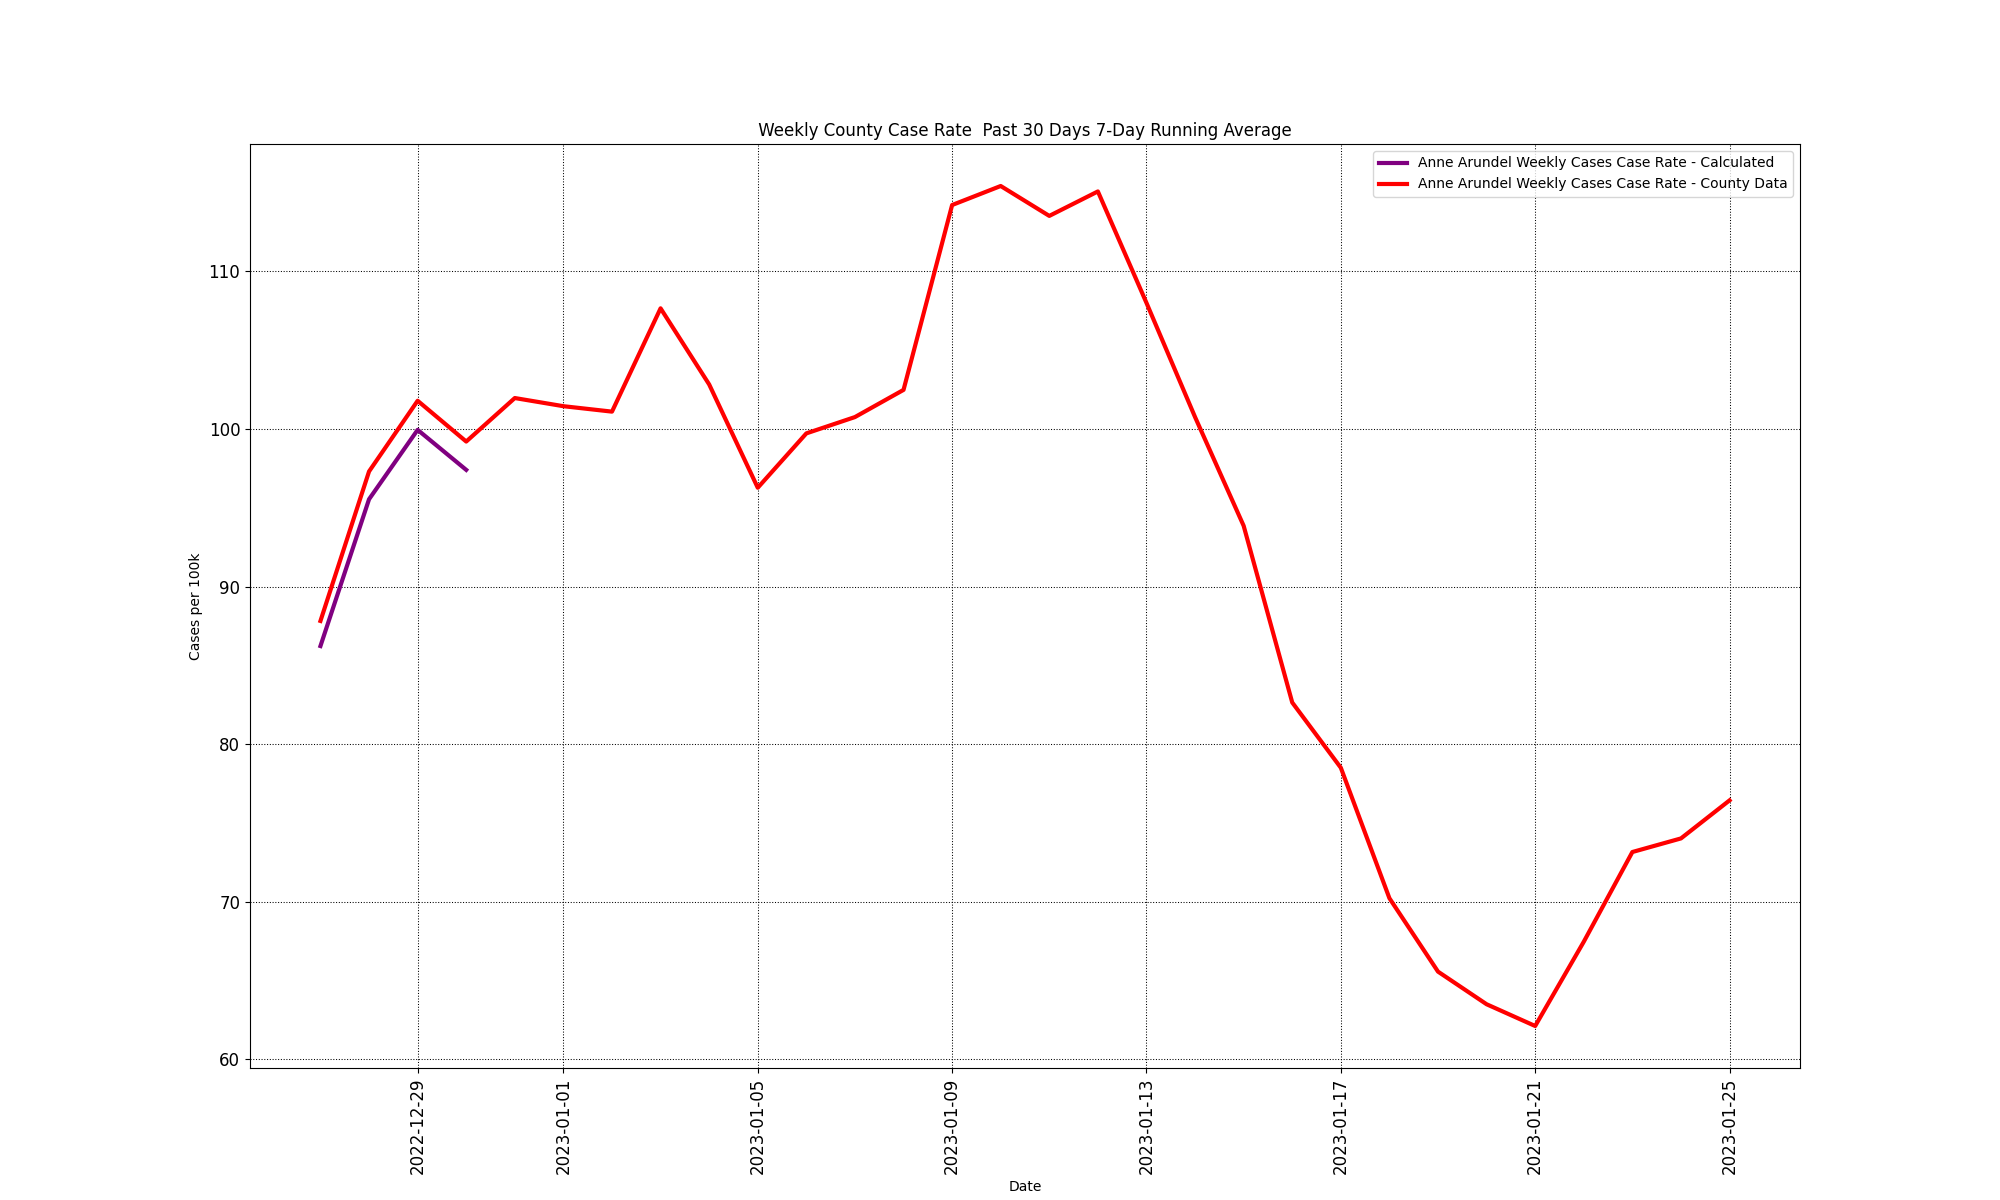 Weekly County Case Rate  Past 30 Days 7-Day Running Average
Anne Arundel Weekly Cases Case Rate - Calculated
Anne Arundel Weekly Cases Case Rate - County Data
110
100
90
80
70
60
Cases per 100k
2022-12-29
2023-01-01
2023-01-05
2023-01-09
2023-01-13
2023-01-17
2023-01-21
2023-01-25
Date